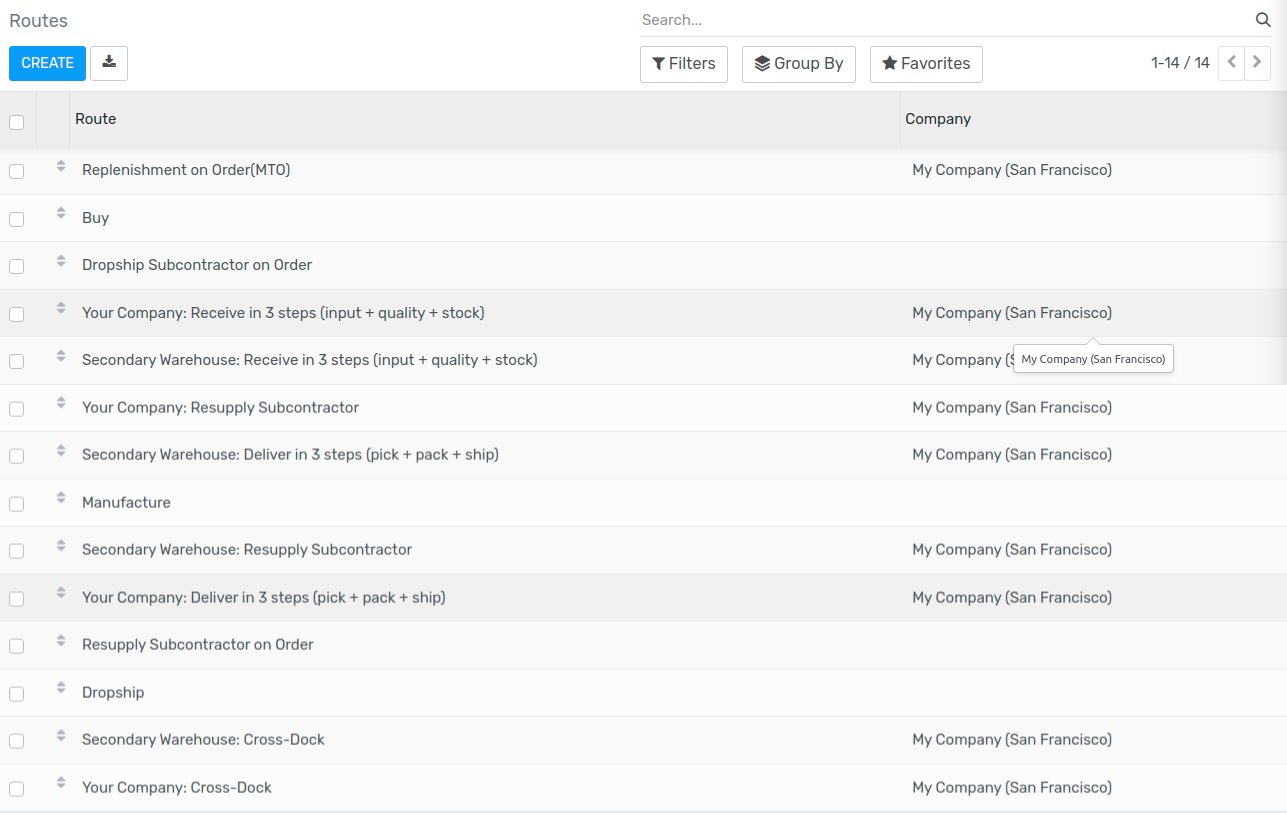 Routes
Search...
CREATE
Filters
Group By
Favorites
1-14 / 14
Route Company
Replenishment on Order(MTO) My Company (San Francisco)
Buy
Dropship Subcontractor on Order
Your Company: Receive in 3 steps (input + quality + stock) My Company (San Francisco)
Secondary Warehouse: Receive in 3 steps (input + quality + stock) My Company (S
My Company (San Francisco)
Your Company: Resupply Subcontractor My Company (San Francisco)
Secondary Warehouse: Deliver in 3 steps (pick + pack + ship) My Company (San Francisco)
Manufacture
Secondary Warehouse: Resupply Subcontractor My Company (San Francisco)
Your Company: Deliver in 3 steps (pick + pack + ship) My Company (San Francisco)
Resupply Subcontractor on Order
Dropship
Secondary Warehouse: Cross-Dock My Company (San Francisco)
Your Company: Cross-Dock My Company (San Francisco)